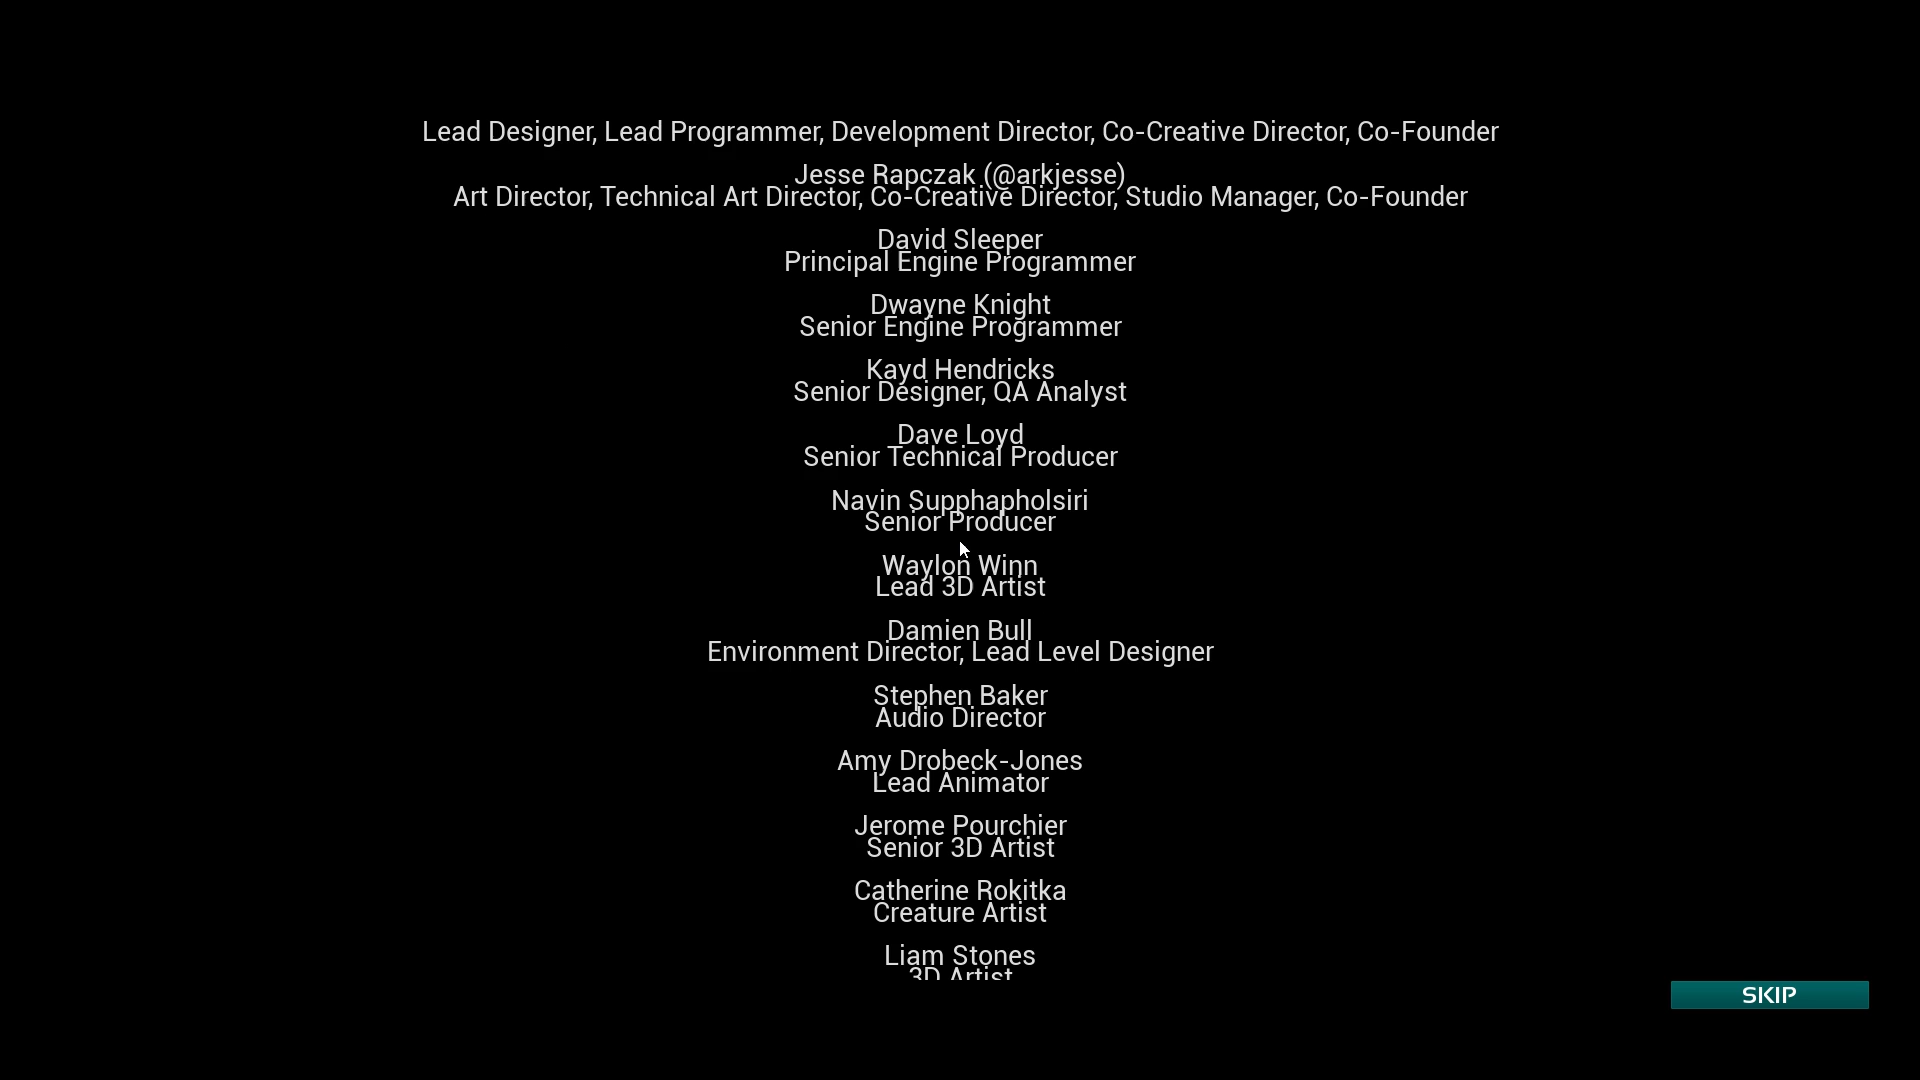 Lead Designer, Lead Programmer, Development Director, Co-Creative Director, Co-Founder
Jesse Rapczak (@arkjesse)
Art Director, Technical Art Director, Co-Creative Director, Studio Manager, Co-Founder
David Sleeper
Principal Engine Programmer
Dwayne Knight
Senior Engine Programmer
Kayd Hendricks
Senior Designer, QA Analyst
Dave Loyd
Senior Technical Producer
Navin Supphapholsiri
Senior Producer
Waylon Winn
Lead 3D Artist
Damien Bull
Environment Director, Lead Level Designer
Stephen Baker
Audio Director
Amy Drobeck-Jones
Lead Animator
Jerome Pourchier
Senior 3D Artist
Catherine Rokitka
Creature Artist
Liam Stones
3D Artist
SKIP